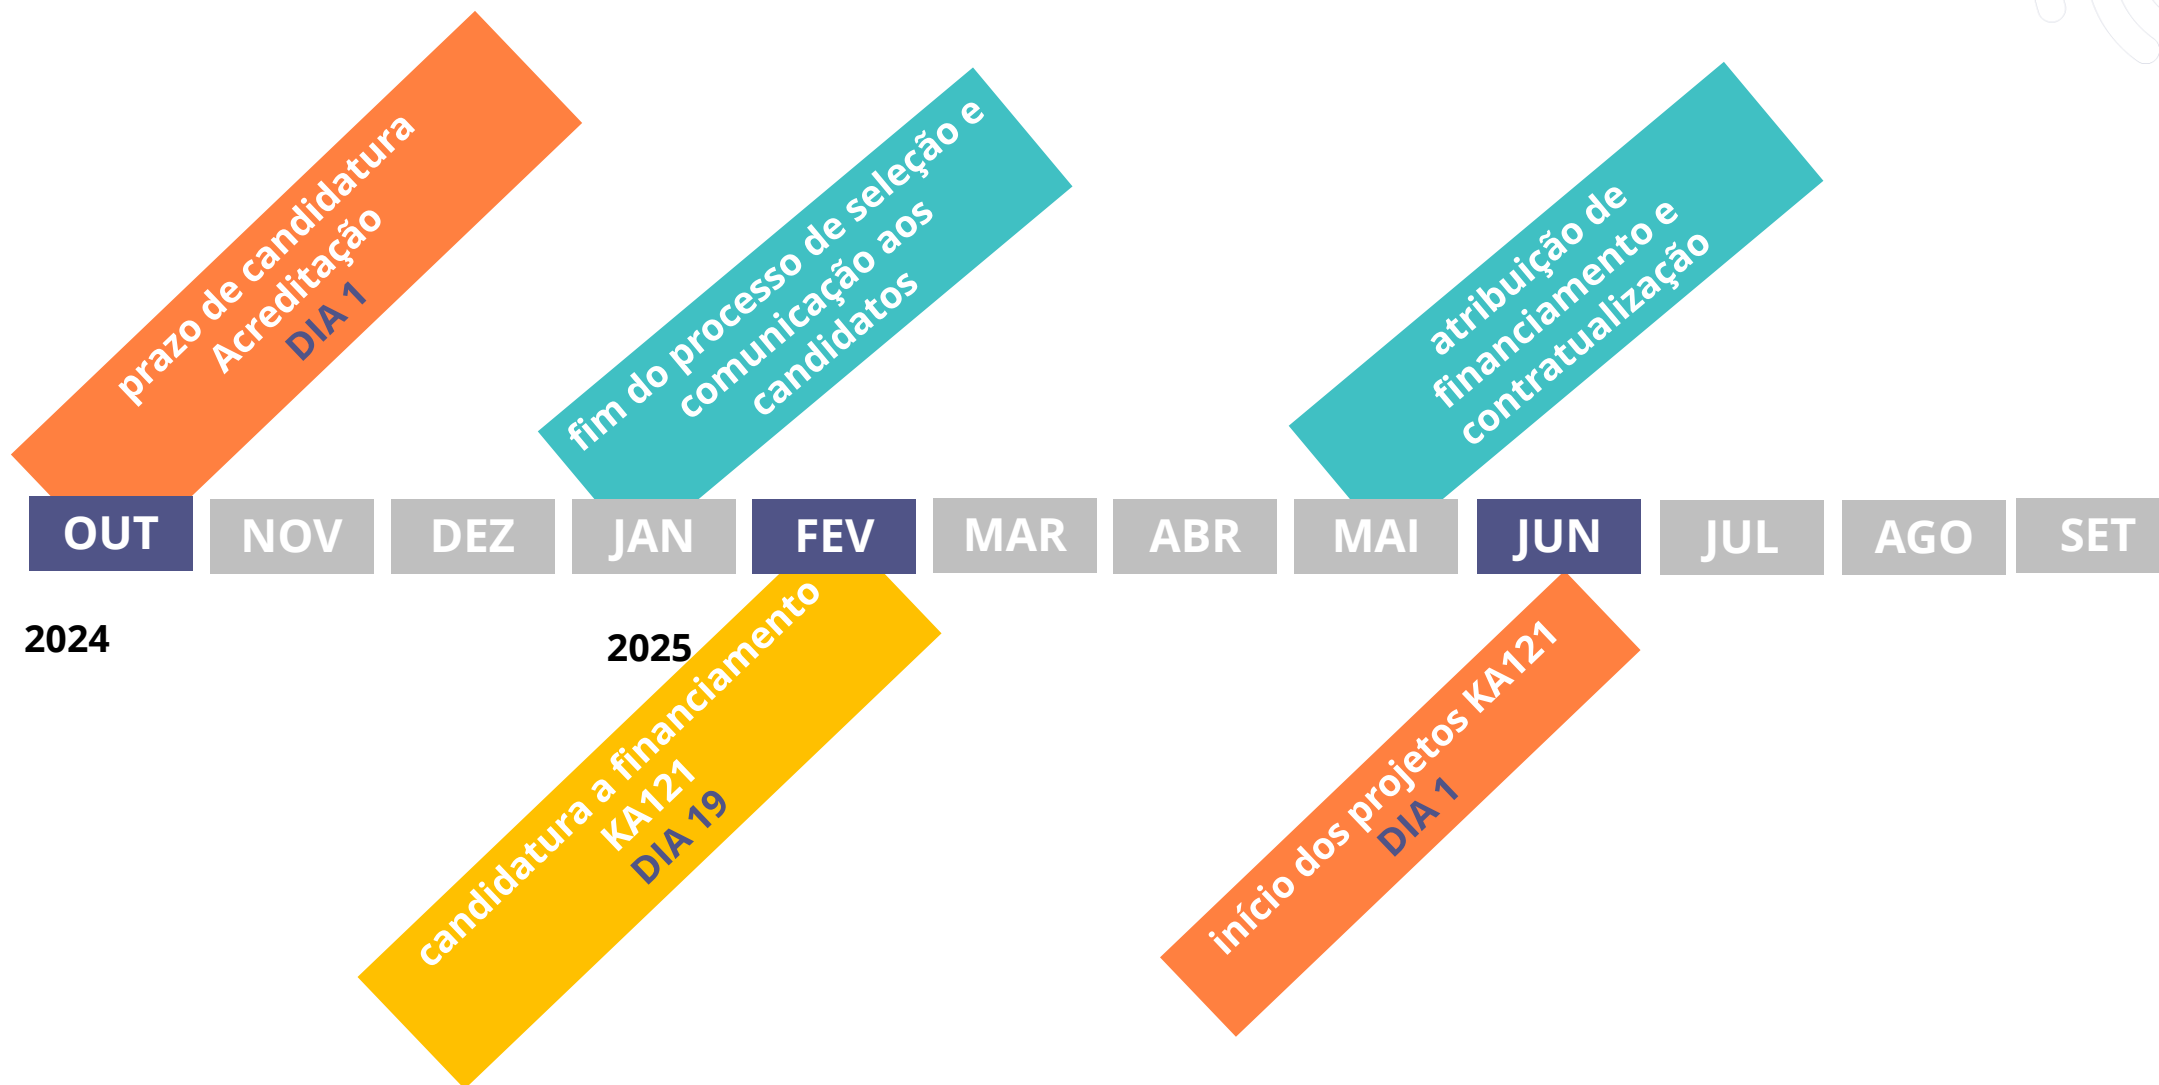 prazo de candidatura
Acreditação
DIA 1
fim do processo de seleção e
comunicação aos
candidatos
atribuição de
financiamento e
contratualização
OUT
NOV
DEZ
JAN
FEV
MAR
ABR
MAI
JUN
JUL
AGO
SET
2024
2025
candidatura a financiamento
KA121
DIA 19
início dos projetos KA121
DIA 1